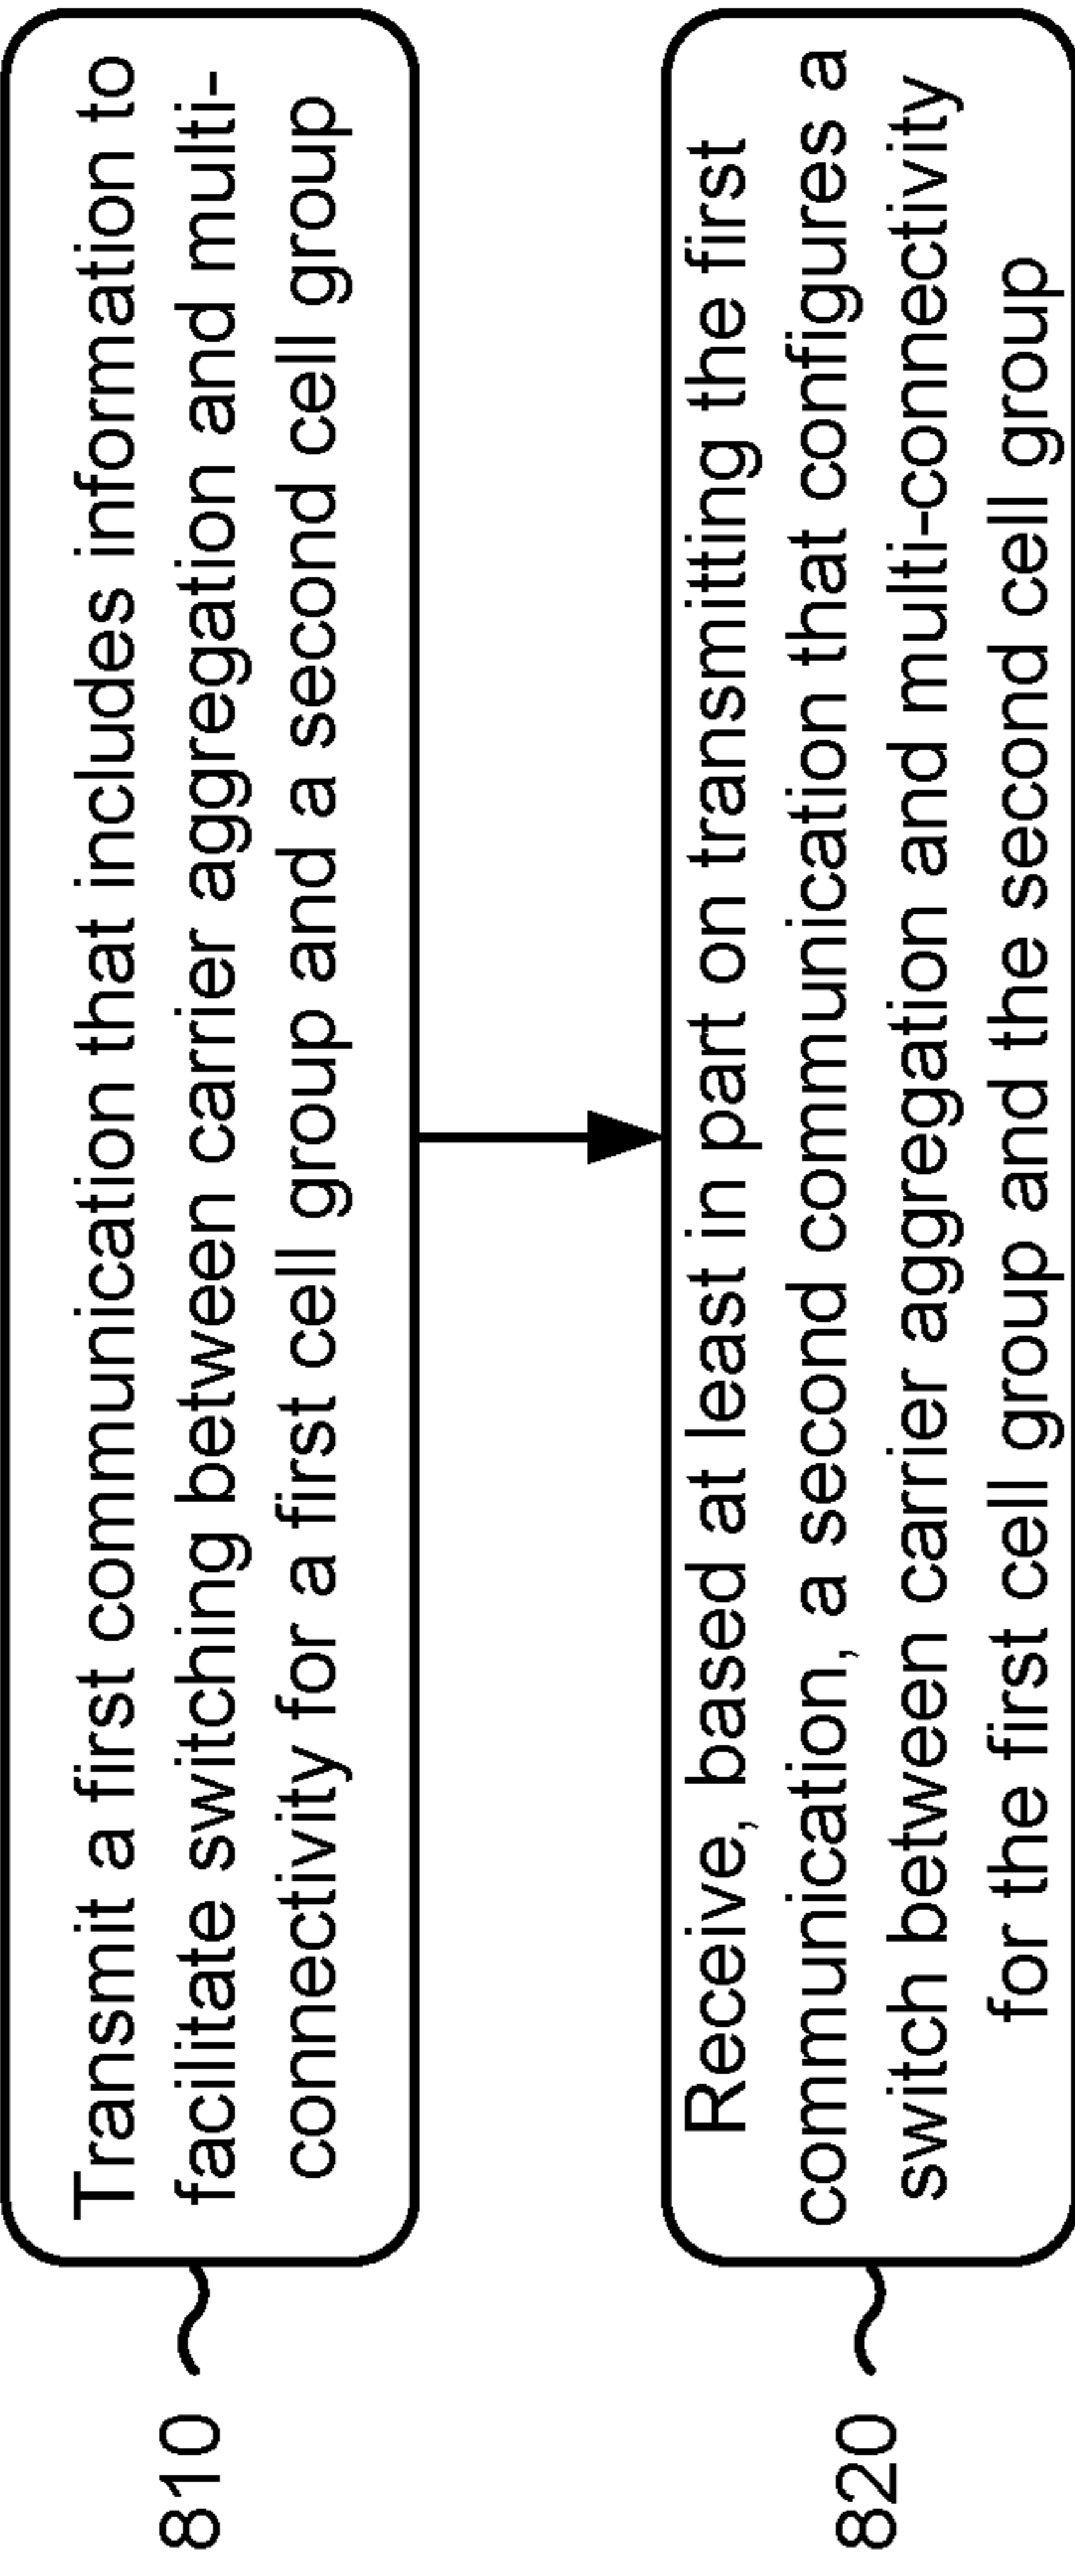 810
Transmit a first communication that includes information to
facilitate switching between carrier aggregation and multi-
connectivity for a first cell group and a second cell group
820
Receive, based at least in part on transmitting the first
communication, a second communication that configures a
switch between carrier aggregation and multi-connectivity
for the first cell group and the second cell group